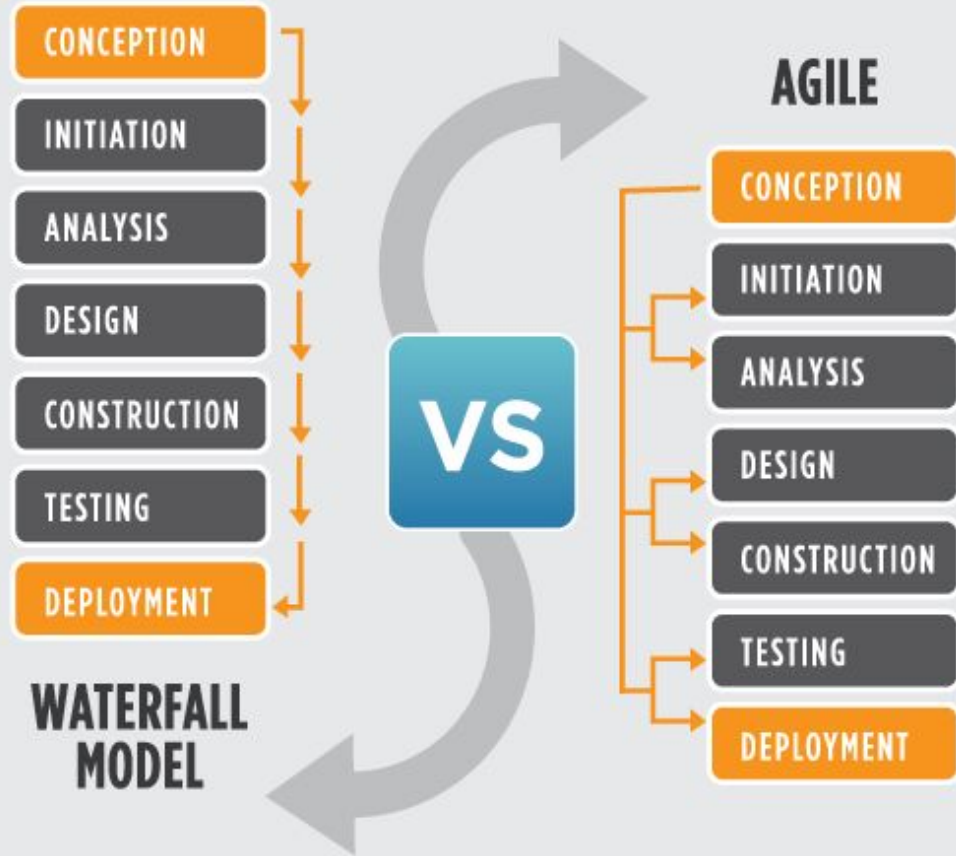 CONCEPTION
INITIATION
ANALYSIS
DESIGN
CONSTRUCTION
TESTING
DEPLOYMENT
WATERFALL
MODEL
VS
AGILE
CONCEPTION
INITIATION
ANALYSIS
DESIGN
CONSTRUCTION
TESTING
DEPLOYMENT